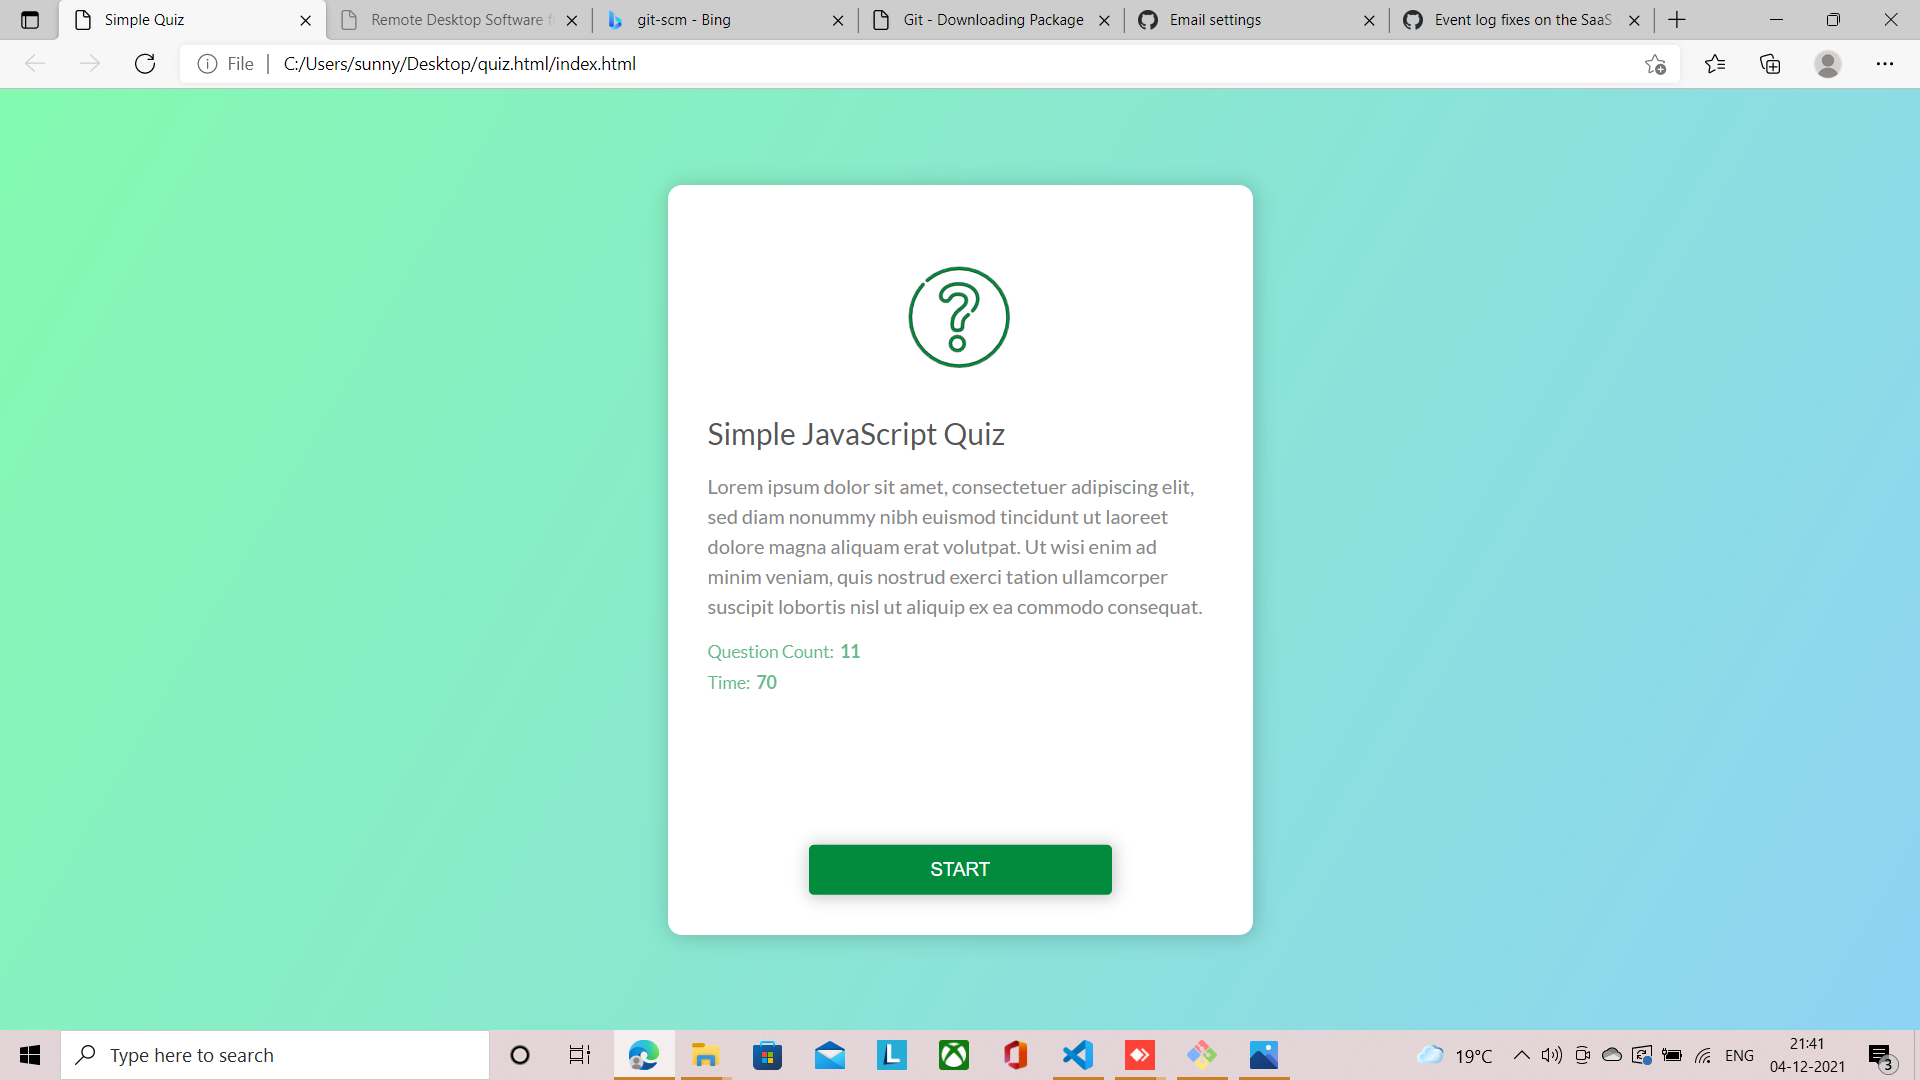 Simple Quiz
Remote Desktop Software f
git-scm - Bing
Git - Downloading Package
Email settings
Event log fixes on the SaaS
File
C:/Users/sunny/Desktop/quiz.html/index.html
?
Simple JavaScript Quiz
Lorem ipsum dolor sit amet, consectetuer adipiscing elit,
sed diam nonummy nibh euismod tincidunt ut laoreet
dolore magna aliquam erat volutpat. Ut wisi enim ad
minim veniam, quis nostrud exerci tation ullamcorper
suscipit lobortis nisl ut aliquip ex ea commodo consequat.
Question Count: 11
Time: 70
START
Type here to search
L
19°C
ENG
21:41
04-12-2021
3